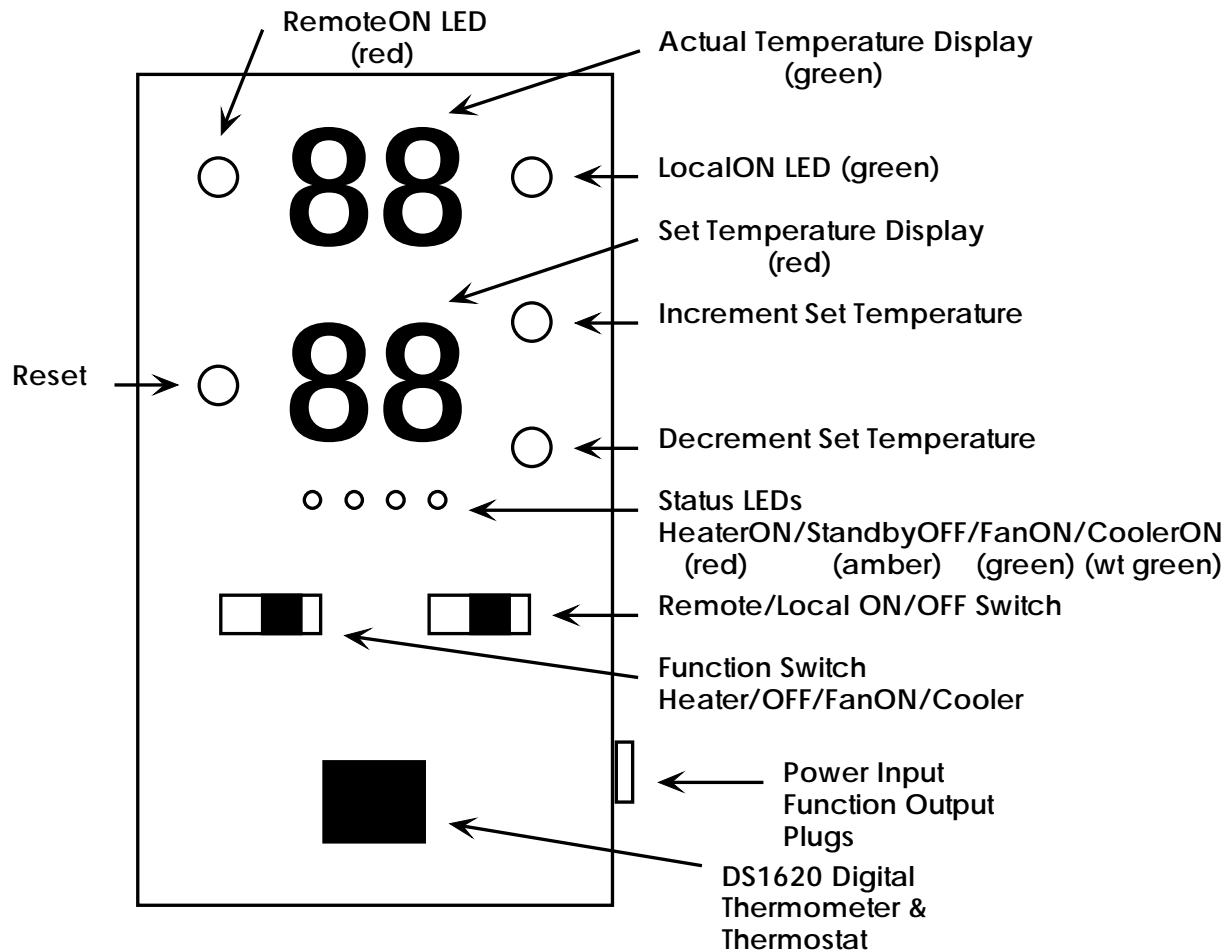 RemoteON LED
(red)
Actual Temperature Display
(green)
88
LocalON LED (green)
Set Temperature Display
(red)
Increment Set Temperature
88
Reset
Decrement Set Temperature
Status LEDs
HeaterON/StandbyOFF/FanON/CoolerON
(red) (amber) (green) (wt green)
Remote/Local ON/OFF Switch
Function Switch
Heater/OFF/FanON/Cooler
Power Input
Function Output
Plugs
DS1620 Digital
Thermometer &
Thermostat